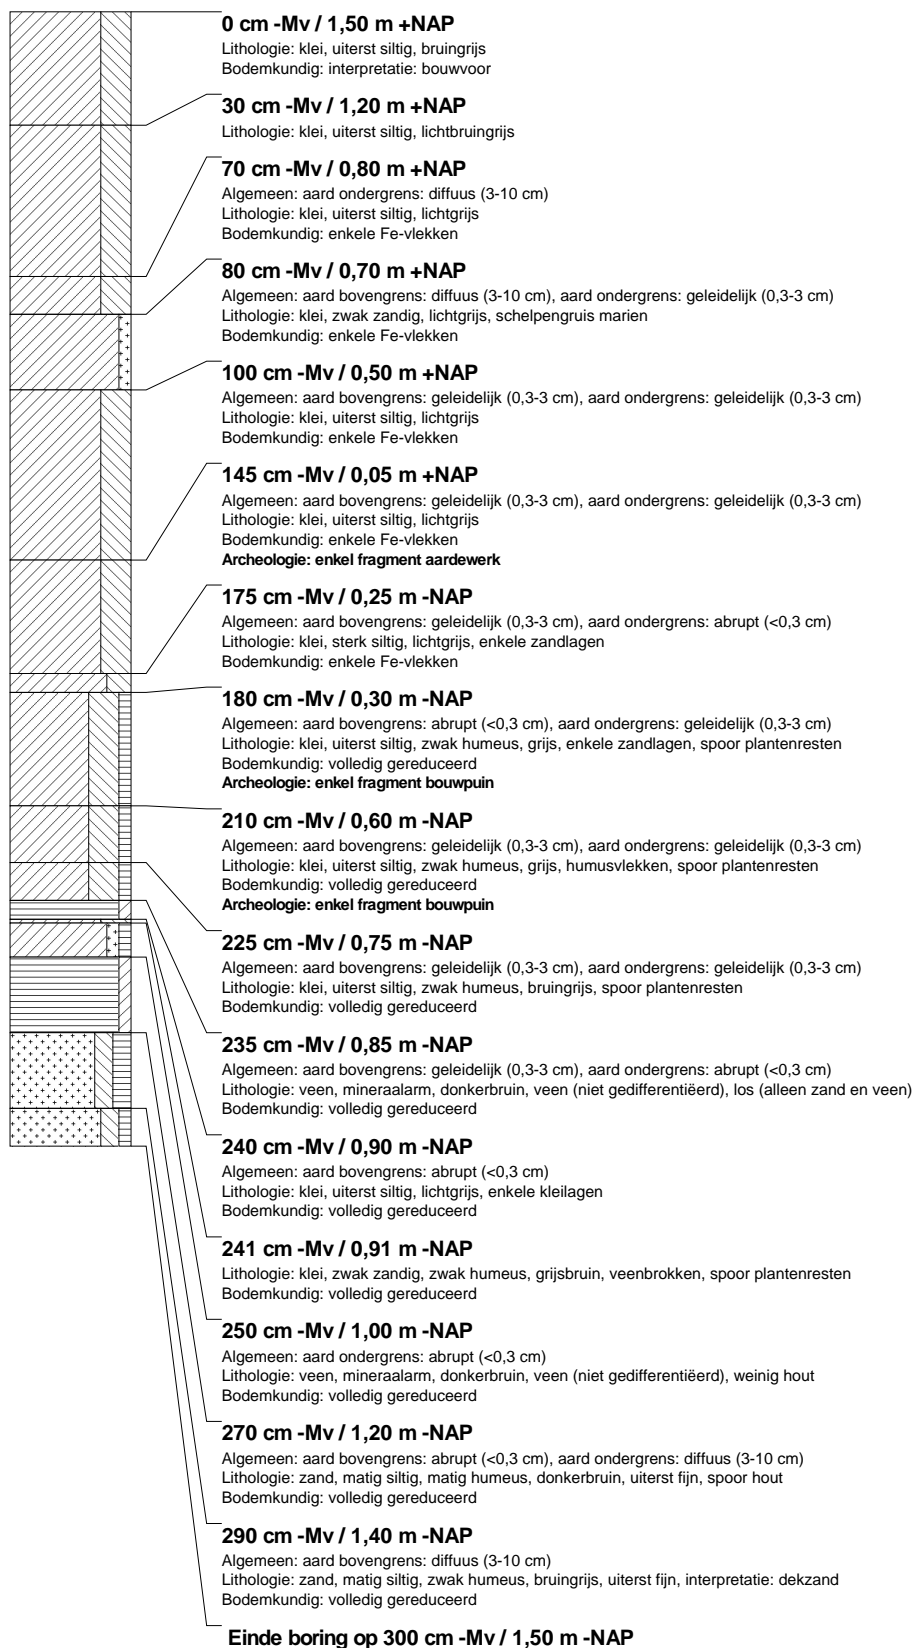 0 cm -Mv / 1,50 m +NAP
Lithologie: klei, uiterst siltig, bruingrijs
Bodemkundig: interpretatie: bouwvoor
30 cm -Mv / 1,20 m +NAP
Lithologie: klei, uiterst siltig, lichtbruingrijs
70 cm -Mv / 0,80 m +NAP
Algemeen: aard ondergrens: diffuus (3-10 cm)
Lithologie: klei, uiterst siltig, lichtgrijs
Bodemkundig: enkele Fe-vlekken
80 cm -Mv / 0,70 m +NAP
Algemeen: aard bovengrens: diffuus (3-10 cm), aard ondergrens: geleidelijk (0,3-3 cm)
Lithologie: klei, zwak zandig, lichtgrijs, schelpengruis marien
Bodemkundig: enkele Fe-vlekken
100 cm -Mv / 0,50 m +NAP
Algemeen: aard bovengrens: geleidelijk (0,3-3 cm), aard ondergrens: geleidelijk (0,3-3 cm)
Lithologie: klei, uiterst siltig, lichtgrijs
Bodemkundig: enkele Fe-vlekken
145 cm -Mv / 0,05 m +NAP
Algemeen: aard bovengrens: geleidelijk (0,3-3 cm), aard ondergrens: geleidelijk (0,3-3 cm)
Lithologie: klei, uiterst siltig, lichtgrijs
Bodemkundig: enkele Fe-vlekken
Archeologie: enkel fragment aardewerk
175 cm -Mv / 0,25 m -NAP
Algemeen: aard bovengrens: geleidelijk (0,3-3 cm), aard ondergrens: abrupt (<0,3 cm)
Lithologie: klei, sterk siltig, lichtgrijs, enkele zandlagen
Bodemkundig: enkele Fe-vlekken
180 cm -Mv / 0,30 m -NAP
Algemeen: aard bovengrens: abrupt (<0,3 cm), aard ondergrens: geleidelijk (0,3-3 cm)
Lithologie: klei, uiterst siltig, zwak humeus, grijs, enkele zandlagen, spoor plantenresten
Bodemkundig: volledig gereduceerd
Archeologie: enkel fragment bouwpuin
210 cm -Mv / 0,60 m -NAP
Algemeen: aard bovengrens: geleidelijk (0,3-3 cm), aard ondergrens: geleidelijk (0,3-3 cm)
Lithologie: klei, uiterst siltig, zwak humeus, grijs, humusvlekken, spoor plantenresten
Bodemkundig: volledig gereduceerd
Archeologie: enkel fragment bouwpuin
225 cm -Mv / 0,75 m -NAP
Algemeen: aard bovengrens: geleidelijk (0,3-3 cm), aard ondergrens: geleidelijk (0,3-3 cm)
Lithologie: klei, uiterst siltig, zwak humeus, bruingrijs, spoor plantenresten
Bodemkundig: volledig gereduceerd
235 cm -Mv / 0,85 m -NAP
Algemeen: aard bovengrens: geleidelijk (0,3-3 cm), aard ondergrens: abrupt (<0,3 cm)
Lithologie: veen, mineraalarm, donkerbruin, veen (niet gedifferentiëerd), los (alleen zand en veen)
Bodemkundig: volledig gereduceerd
240 cm -Mv / 0,90 m -NAP
Algemeen: aard bovengrens: abrupt (<0,3 cm)
Lithologie: klei, uiterst siltig, lichtgrijs, enkele kleilagen
Bodemkundig: volledig gereduceerd
241 cm -Mv / 0,91 m -NAP
Lithologie: klei, zwak zandig, zwak humeus, grijsbruin, veenbrokken, spoor plantenresten
Bodemkundig: volledig gereduceerd
250 cm -Mv / 1,00 m -NAP
Algemeen: aard ondergrens: abrupt (<0,3 cm)
Lithologie: veen, mineraalarm, donkerbruin, veen (niet gedifferentiëerd), weinig hout
Bodemkundig: volledig gereduceerd
270 cm -Mv / 1,20 m -NAP
Algemeen: aard bovengrens: abrupt (<0,3 cm), aard ondergrens: diffuus (3-10 cm)
Lithologie: zand, matig siltig, matig humeus, donkerbruin, uiterst fijn, spoor hout
Bodemkundig: volledig gereduceerd
290 cm -Mv / 1,40 m -NAP
Algemeen: aard bovengrens: diffuus (3-10 cm)
Lithologie: zand, matig siltig, zwak humeus, bruingrijs, uiterst fijn, interpretatie: dekzand
Bodemkundig: volledig gereduceerd
Einde boring op 300 cm -Mv / 1,50 m -NAP